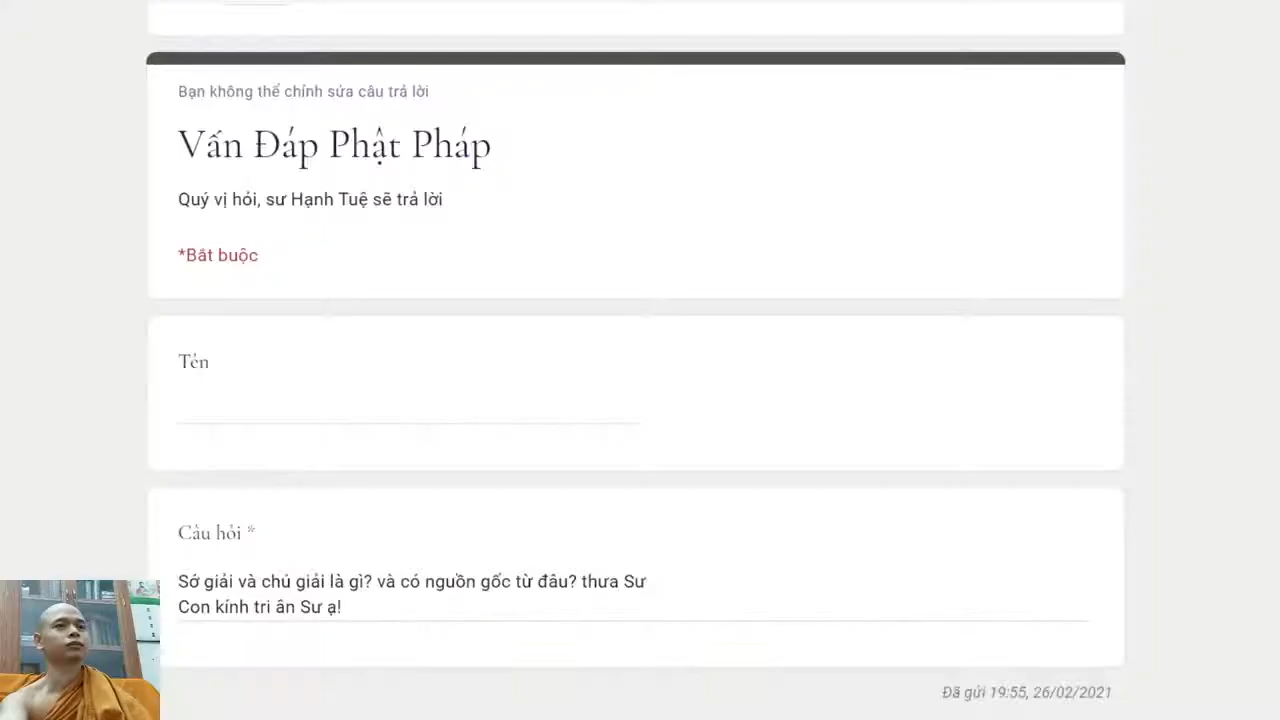 Bạn không thể chỉnh sửa câu trả lời
Vấn Đáp Phật Pháp
Quý vị hỏi, sư Hạnh Tuệ sẽ trả lời
*Bắt buộc
Tên
Câu hỏi *
Sớ giải và chú giải là gì? và có nguồn gốc từ đâu? thưa Sư
Con kính tri ân Sư ạ!
Đã gửi 19:55, 26/02/2021